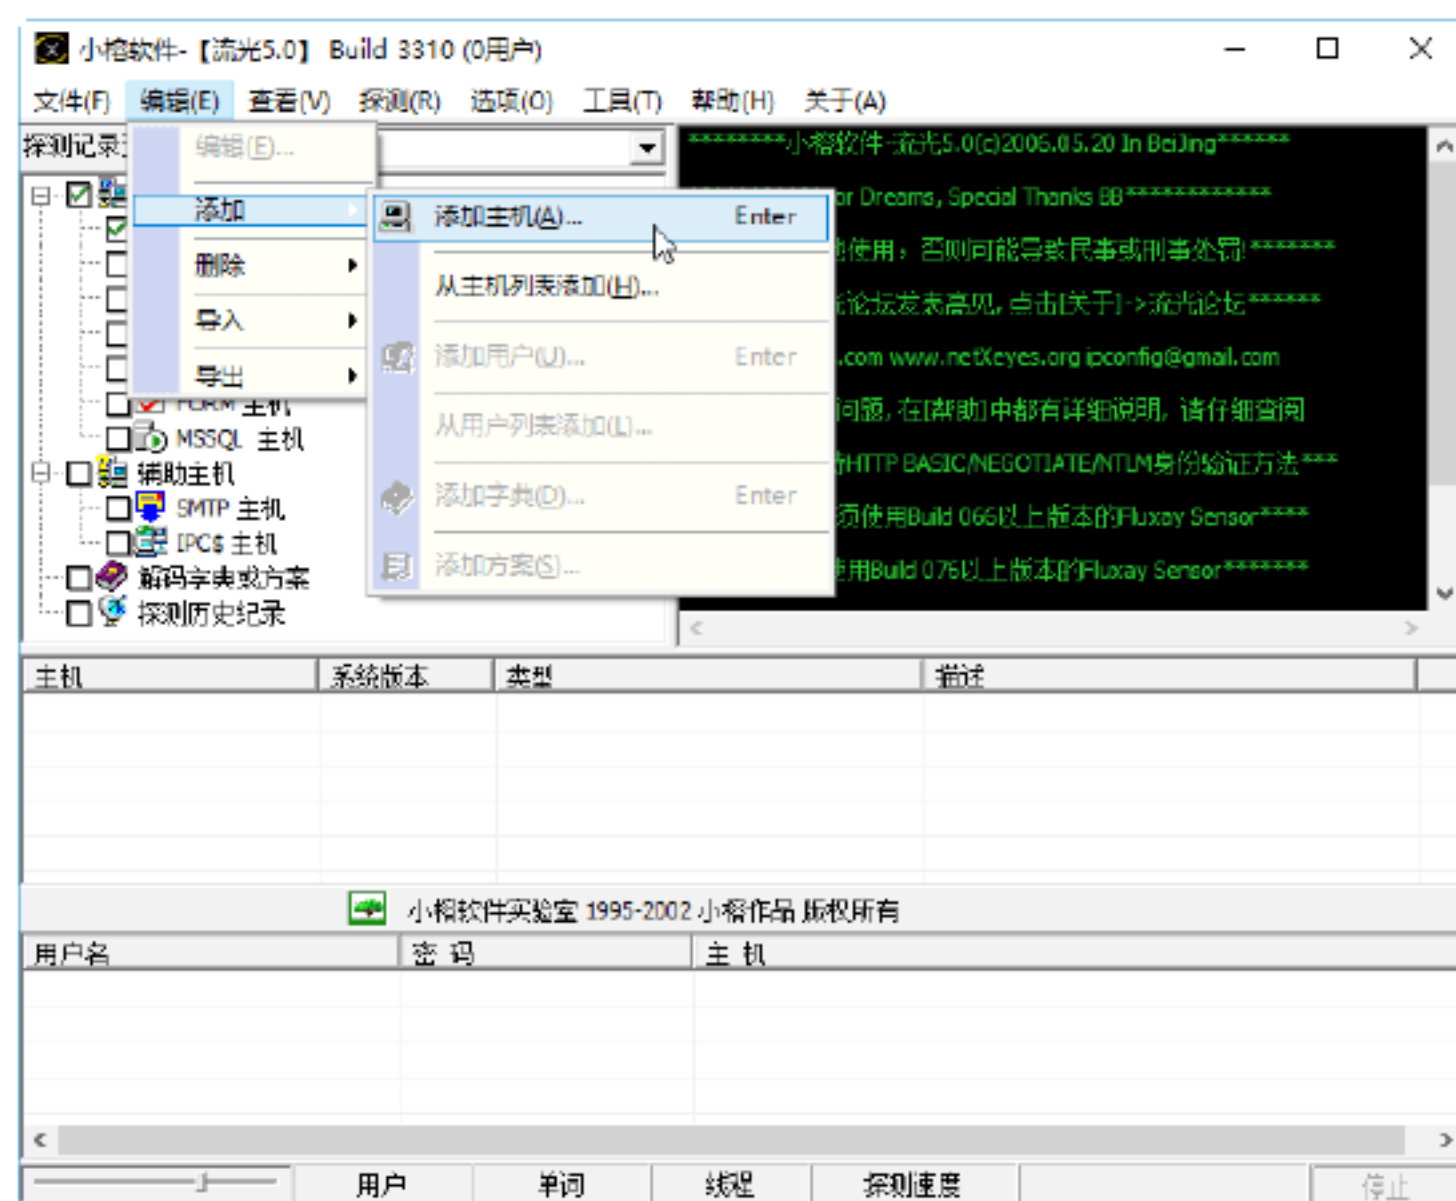 小榕软件-【流光5.0】 Build 3310 (0用户)
文件(F) 编辑(E) 查看(V) 探测(R) 选项(O) 工具(T) 帮助(H) 关于(A)
探测记录
编辑(E)...
添加
删除
导入
导出
添加主机(A)... Enter
从主机列表添加(H)...
添加用户(U)... Enter
从用户列表添加(L)...
添加字典(D)... Enter
添加方案(S)...
FORM 主机
MSSQL 主机
辅助主机
SMTP 主机
IPC$ 主机
解码字典或方案
探测历史纪录
********小榕软件-流光5.0(c)2006.05.20 In BeiJing******
or Dreams, Special Thanks BB************
使用，否则可能导致民事或刑事处罚!*******
论坛发表高见, 点击[关于]->流光论坛******
.com www.netXeyes.org ipconfig@gmail.com
问题, 在[帮助]中都有详细说明, 请仔细查阅
HTTP BASIC/NEGOTIATE/NTLM身份验证方法***
须使用Build 066以上版本的Fluxay Sensor****
使用Build 076以上版本的Fluxay Sensor*******
主机 系统版本 类型 描述
小榕软件实验室 1995-2002 小榕作品 版权所有
用户名 密 码 主 机
用户 单词 线程 探测速度 停止